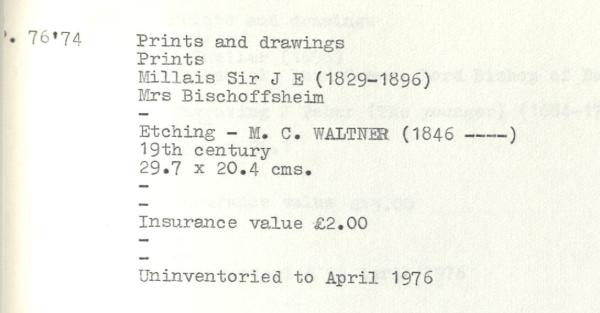 P. 76'74
Prints and drawings
Prints
Millais Sir J E (1829-1896)
Mrs Bischoffsheim
-
Etching - M. C. WALTNER (1846 ----)
19th century
29.7 x 20.4 cms.
-
-
Insurance value £2.00
-
-
Uninventoried to April 1976